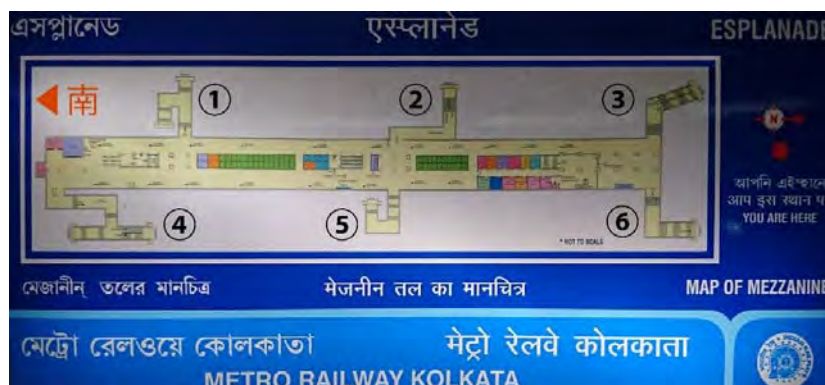 এসপ্লানেড एस्प्लानेड ESPLANADE
南 ① ② ③
N
আপনি এইস্থানে
आप इस स्थान प
YOU ARE HERE
④ ⑤ ⑥
* NOT TO SCALE
মেজানীন্ তলের মানচিত্র मेजनीन तल का मानचित्र MAP OF MEZZANINE
মেট্রো রেলওয়ে কোলকাতা मेट्रो रेलवे कोलकाता
METRO RAILWAY KOLKATA